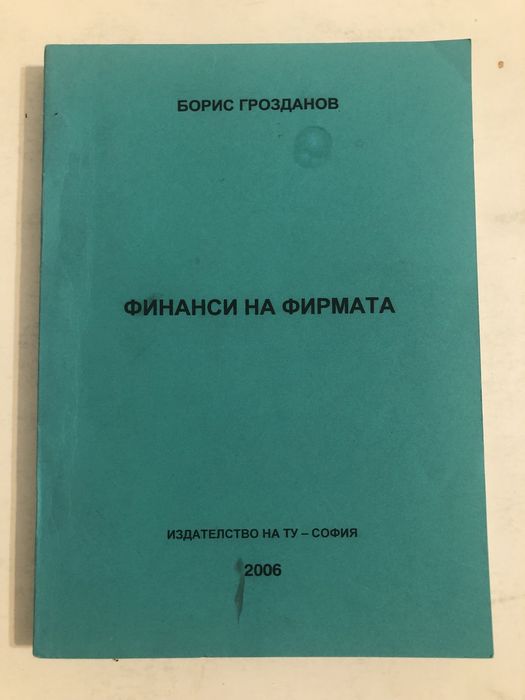 БОРИС ГРОЗДАНОВ
ФИНАНСИ НА ФИРМАТА
ИЗДАТЕЛСТВО НА ТУ – СОФИЯ
2006